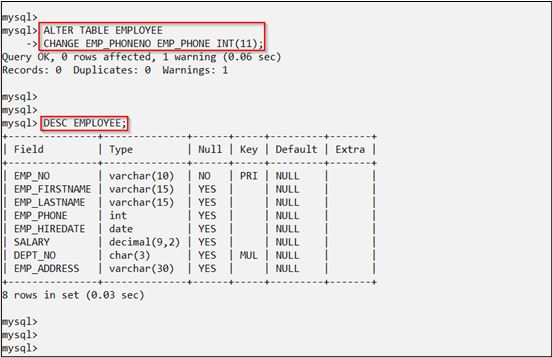 mysql>
mysql> ALTER TABLE EMPLOYEE
    -> CHANGE EMP_PHONENO EMP_PHONE INT(11);
Query OK, 0 rows affected, 1 warning (0.06 sec)
Records: 0  Duplicates: 0  Warnings: 1

mysql>
mysql>
mysql> DESC EMPLOYEE;
+---------------+--------------+------+-----+---------+-------+
| Field         | Type         | Null | Key | Default | Extra |
+---------------+--------------+------+-----+---------+-------+
| EMP_NO        | varchar(10)  | NO   | PRI | NULL    |       |
| EMP_FIRSTNAME | varchar(15)  | YES  |     | NULL    |       |
| EMP_LASTNAME  | varchar(15)  | YES  |     | NULL    |       |
| EMP_PHONE     | int          | YES  |     | NULL    |       |
| EMP_HIREDATE  | date         | YES  |     | NULL    |       |
| SALARY        | decimal(9,2) | YES  |     | NULL    |       |
| DEPT_NO       | char(3)      | YES  | MUL | NULL    |       |
| EMP_ADDRESS   | varchar(30)  | YES  |     | NULL    |       |
+---------------+--------------+------+-----+---------+-------+
8 rows in set (0.03 sec)

mysql>
mysql>
mysql>